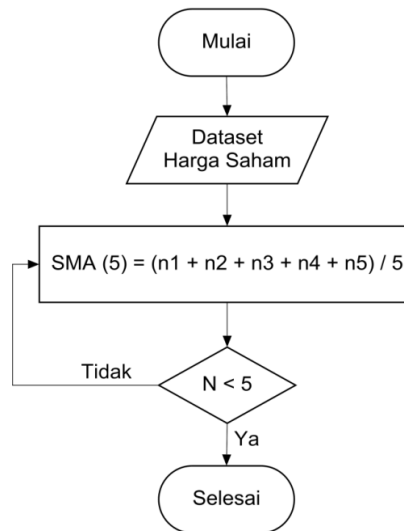 Mulai
Dataset
Harga Saham
SMA (5) = (n1 + n2 + n3 + n4 + n5) / 5
Tidak
N < 5
Ya
Selesai